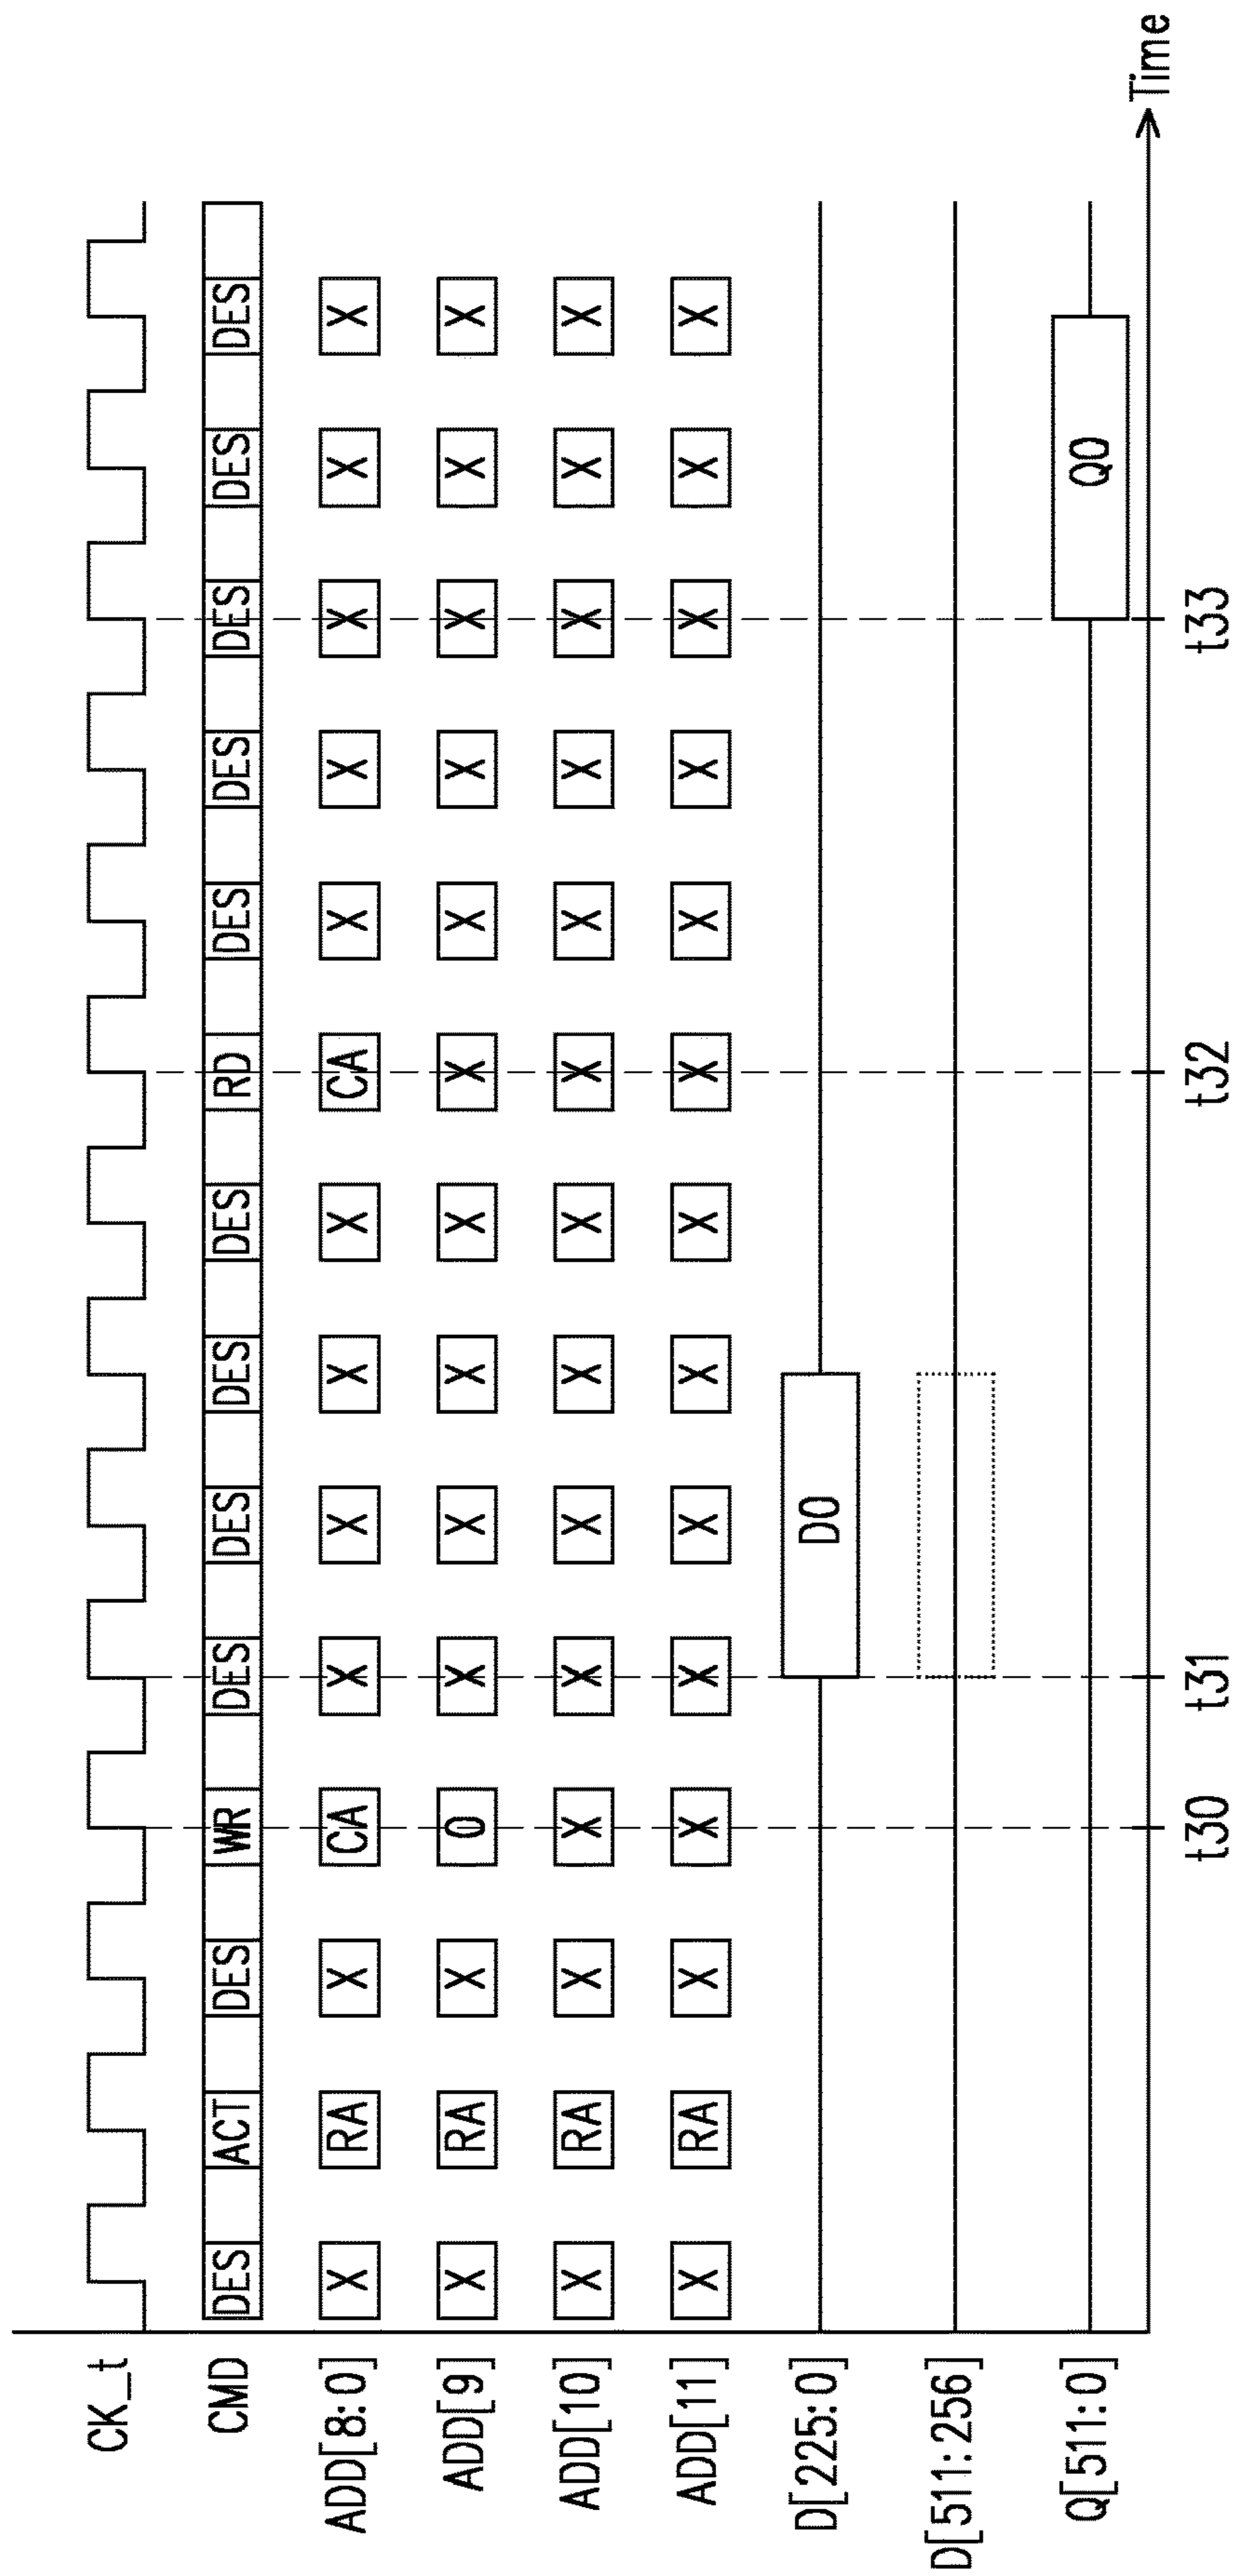 CK_t
CMD DES ACT DES WR DES DES DES DES RD DES DES DES DES DES
ADD[8:0] X RA X CA X X X X CA X X X X X
ADD[9] X RA X 0 X X X X X X X X X X
ADD[10] X RA X X X X X X X X X X X X
ADD[11] X RA X X X X X X X X X X X X
D[225:0] D0
D[511:256]
Q[511:0] Q0
t30 t31 t32 t33 Time